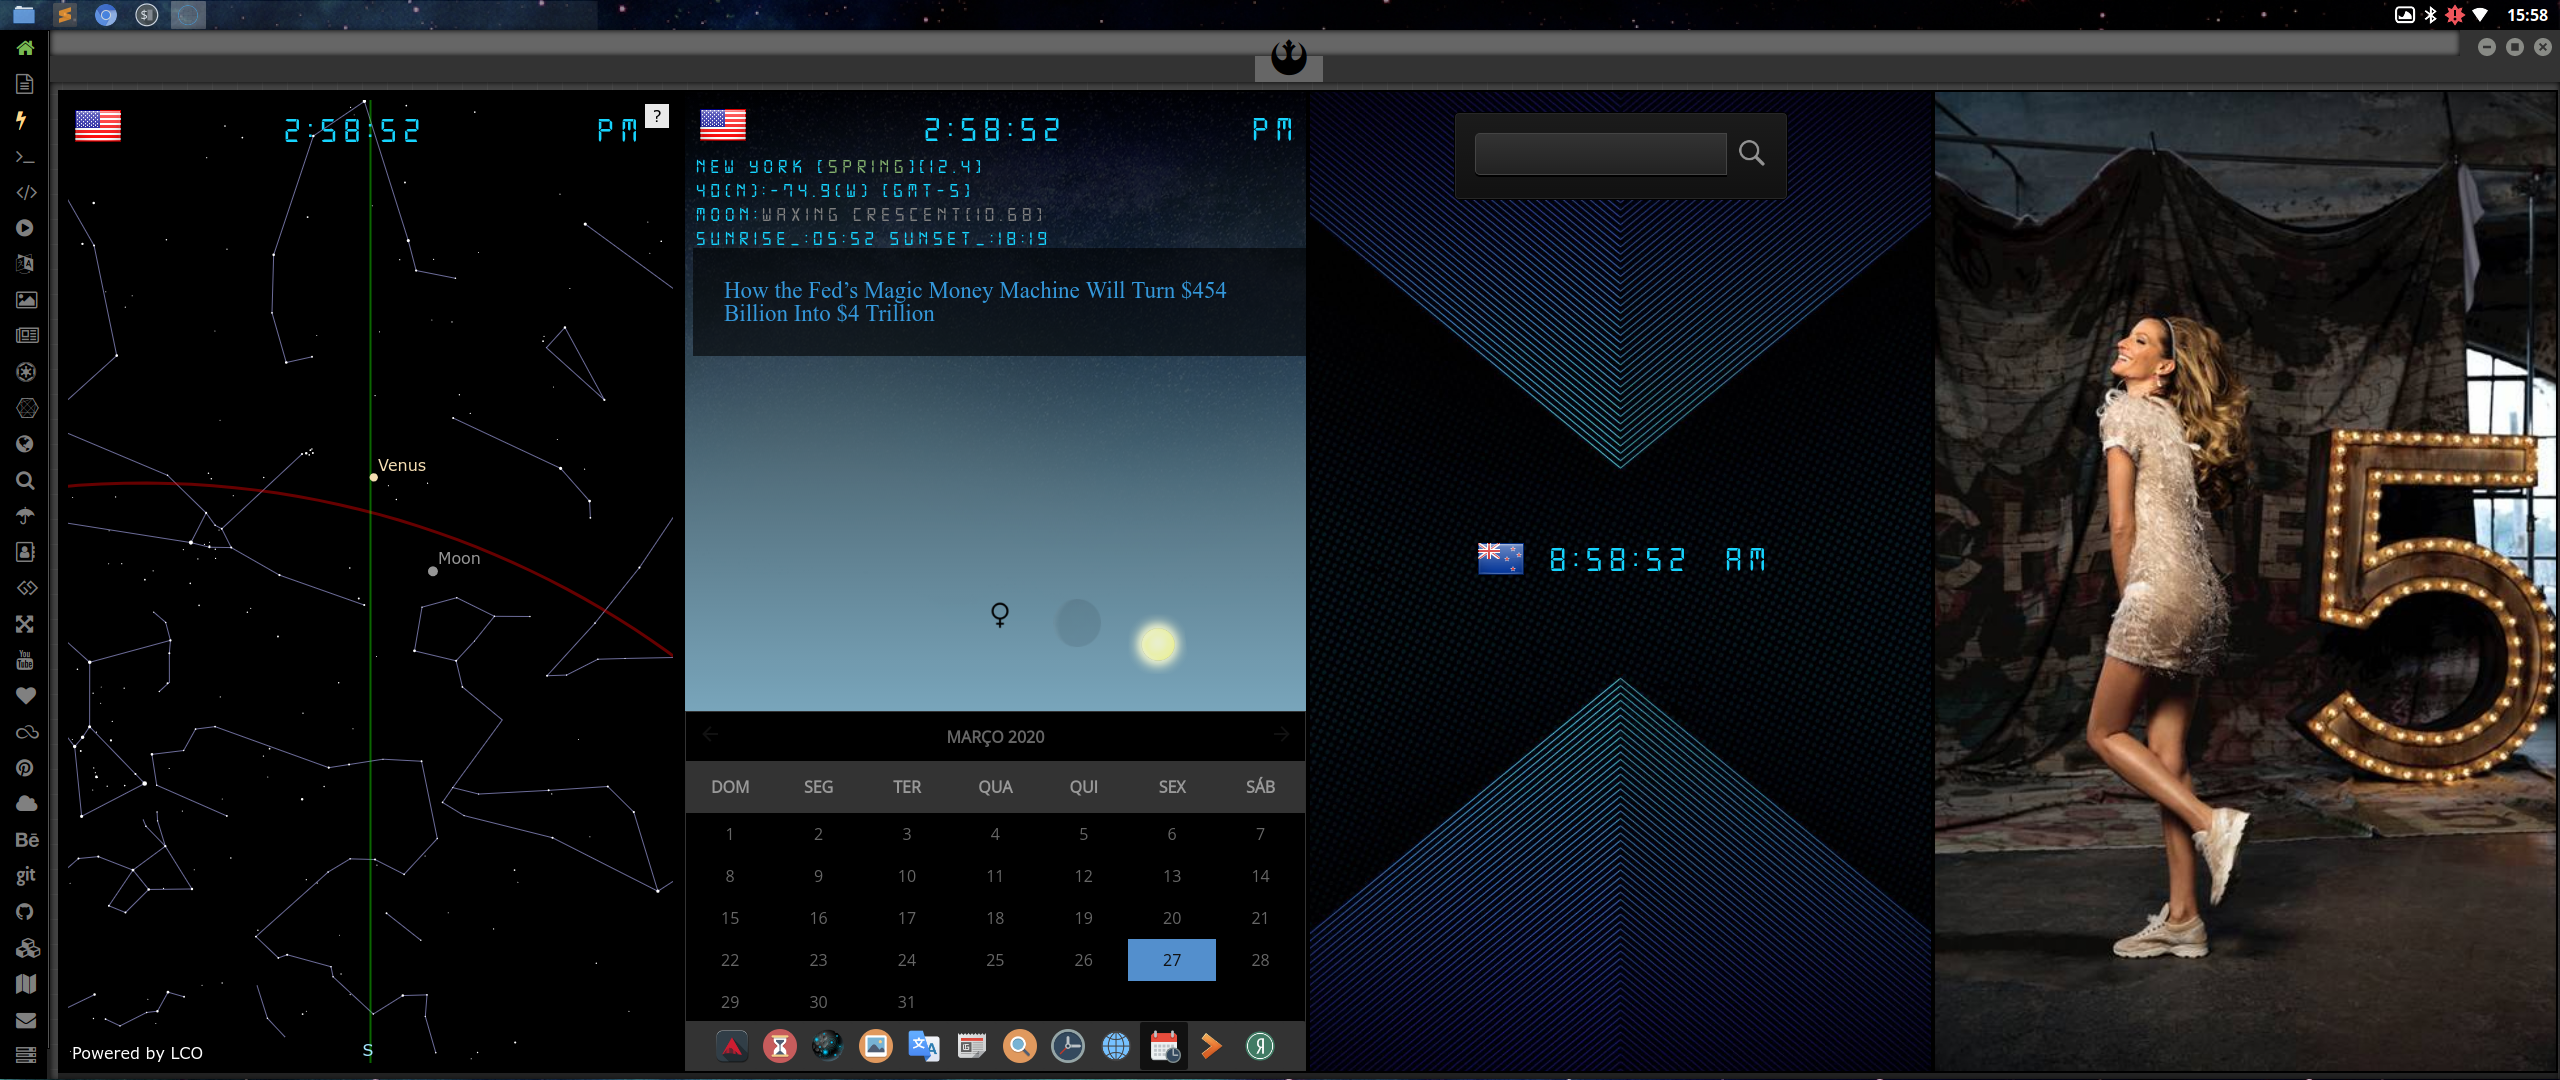 15:58
2:58:52 PM ?
Venus
Moon
Powered by LCO
S
2:58:52 PM
NEW YORK [SPRING][12.4]
40(N):-74.9(W) [GMT-5]
MOON:WAXING CRESCENT[10.68]
SUNRISE_:05:52 SUNSET_:18:19
How the Fed’s Magic Money Machine Will Turn $454
Billion Into $4 Trillion
MARÇO 2020
DOM SEG TER QUA QUI SEX SÁB
1 2 3 4 5 6 7
8 9 10 11 12 13 14
15 16 17 18 19 20 21
22 23 24 25 26 27 28
29 30 31
8:58:52 AM
5
You
Tube
Bē
git